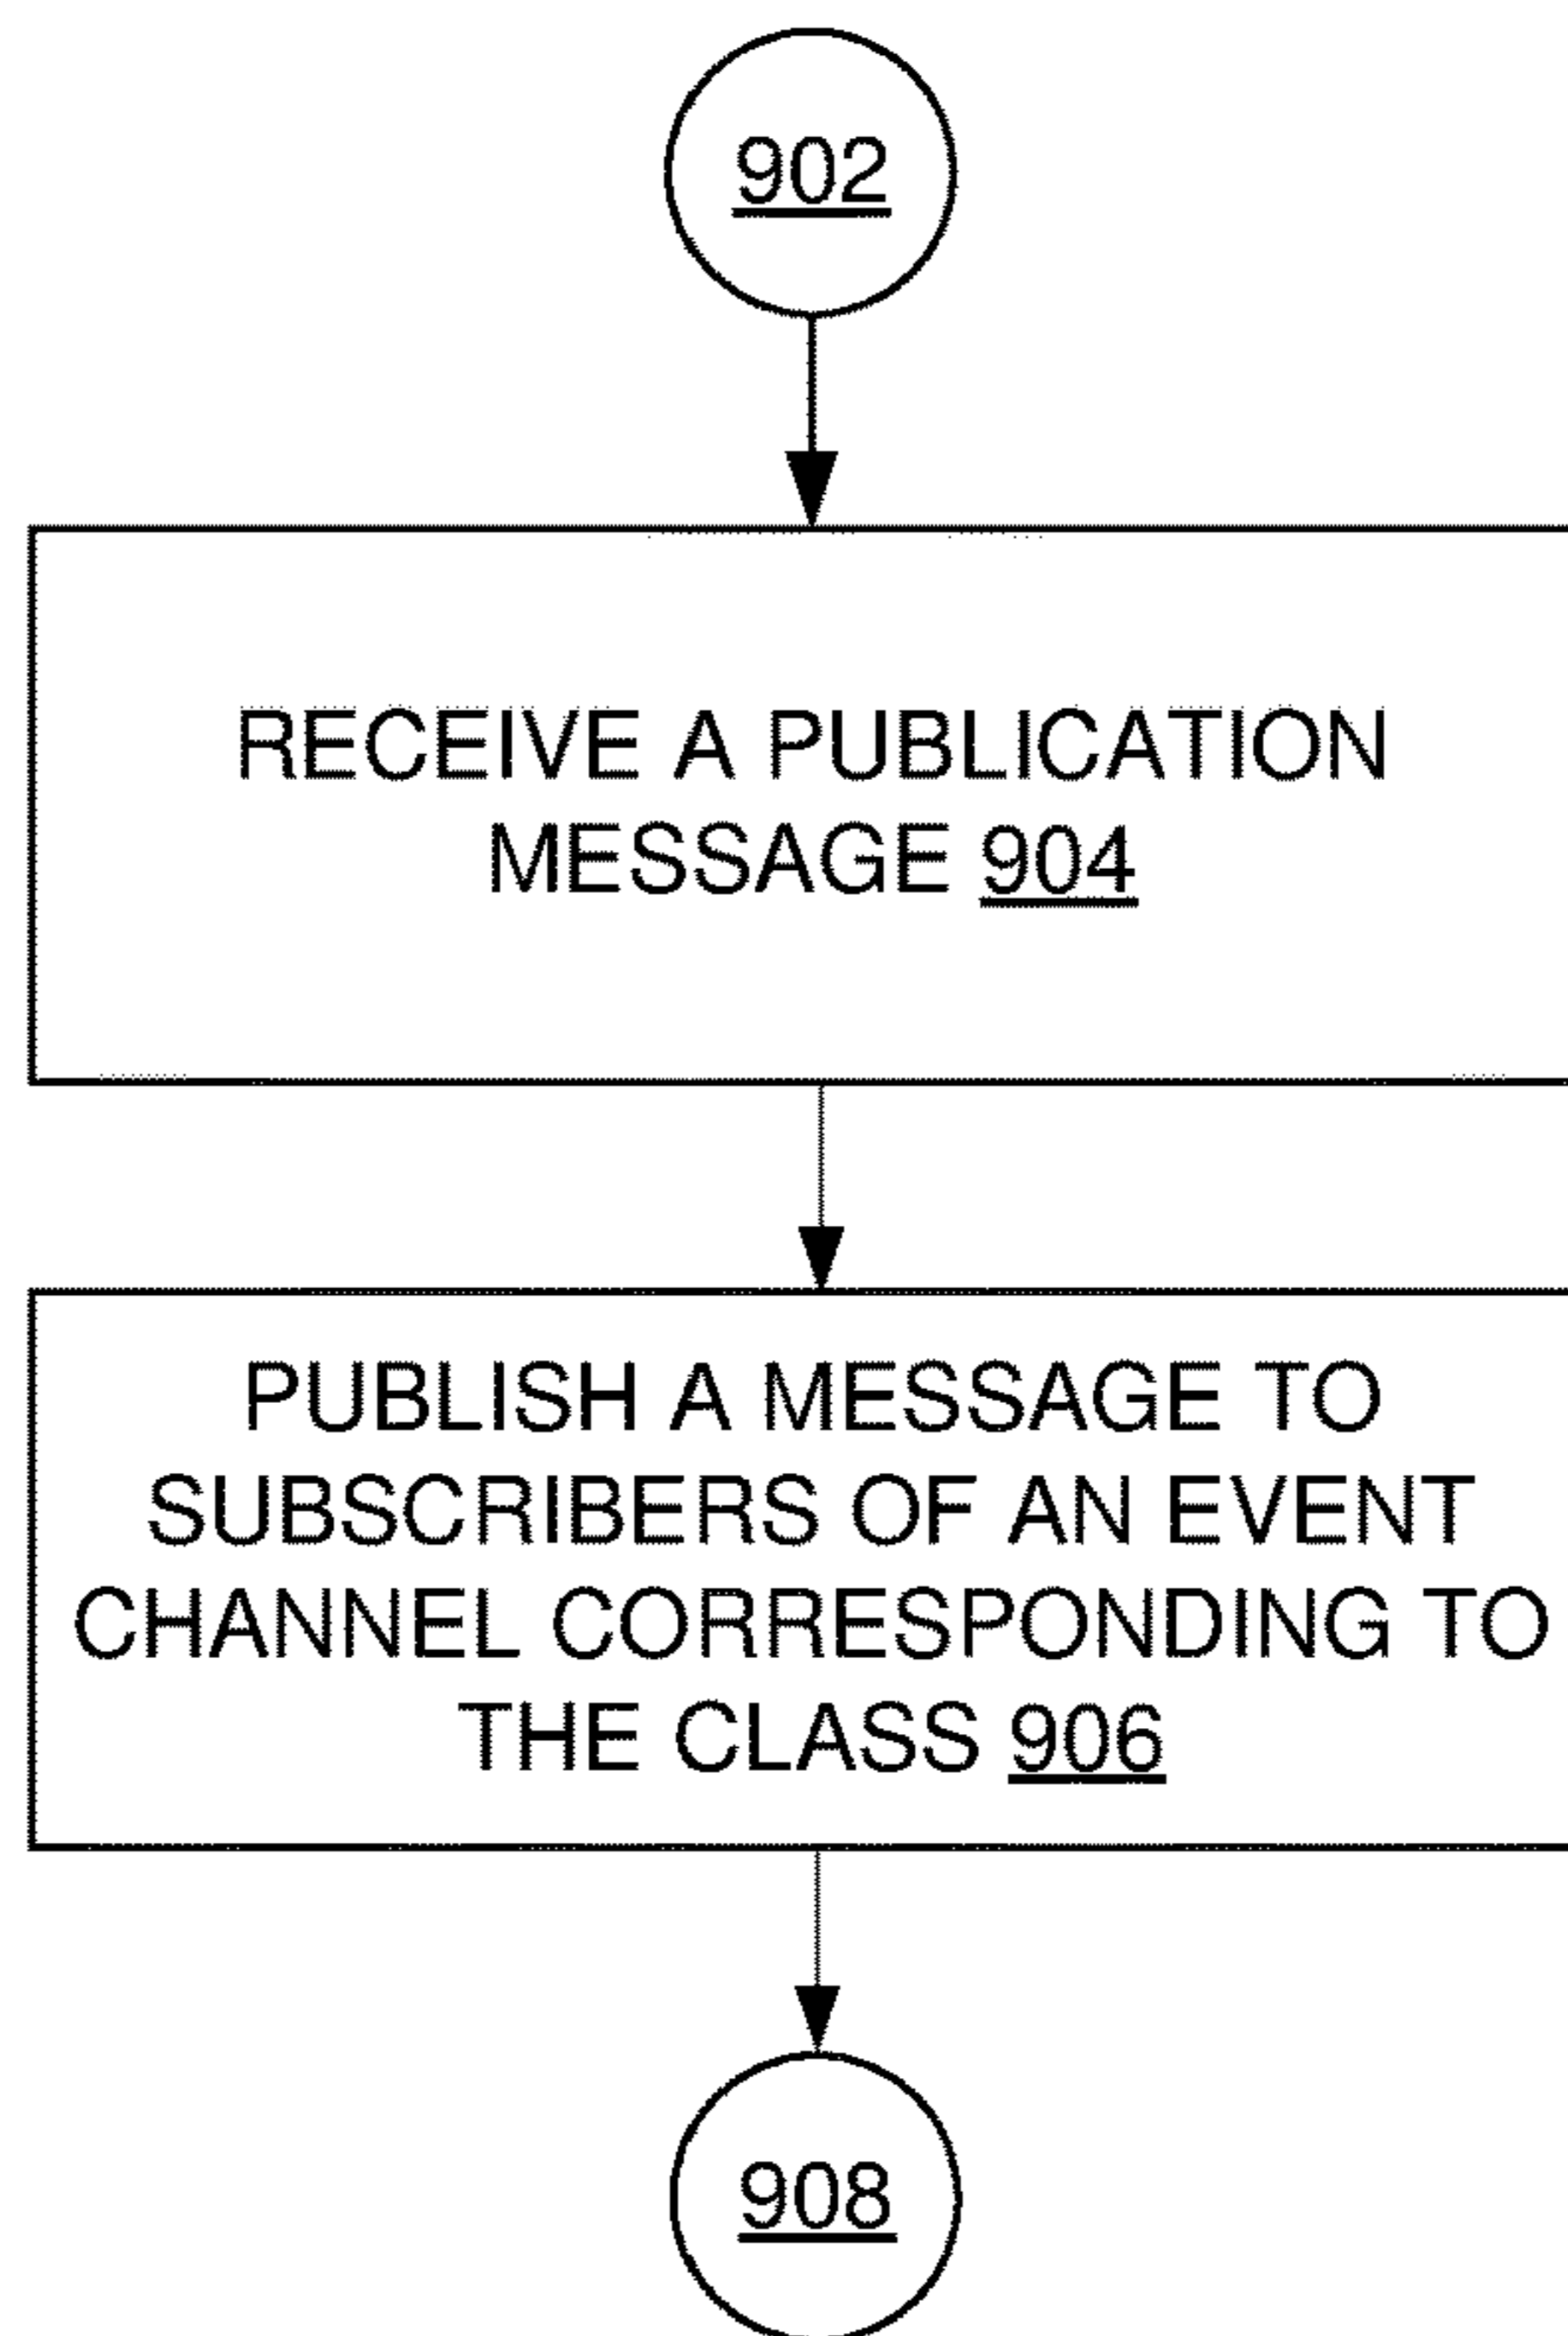 902
RECEIVE A PUBLICATION
MESSAGE 904
PUBLISH A MESSAGE TO
SUBSCRIBERS OF AN EVENT
CHANNEL CORRESPONDING TO
THE CLASS 906
908